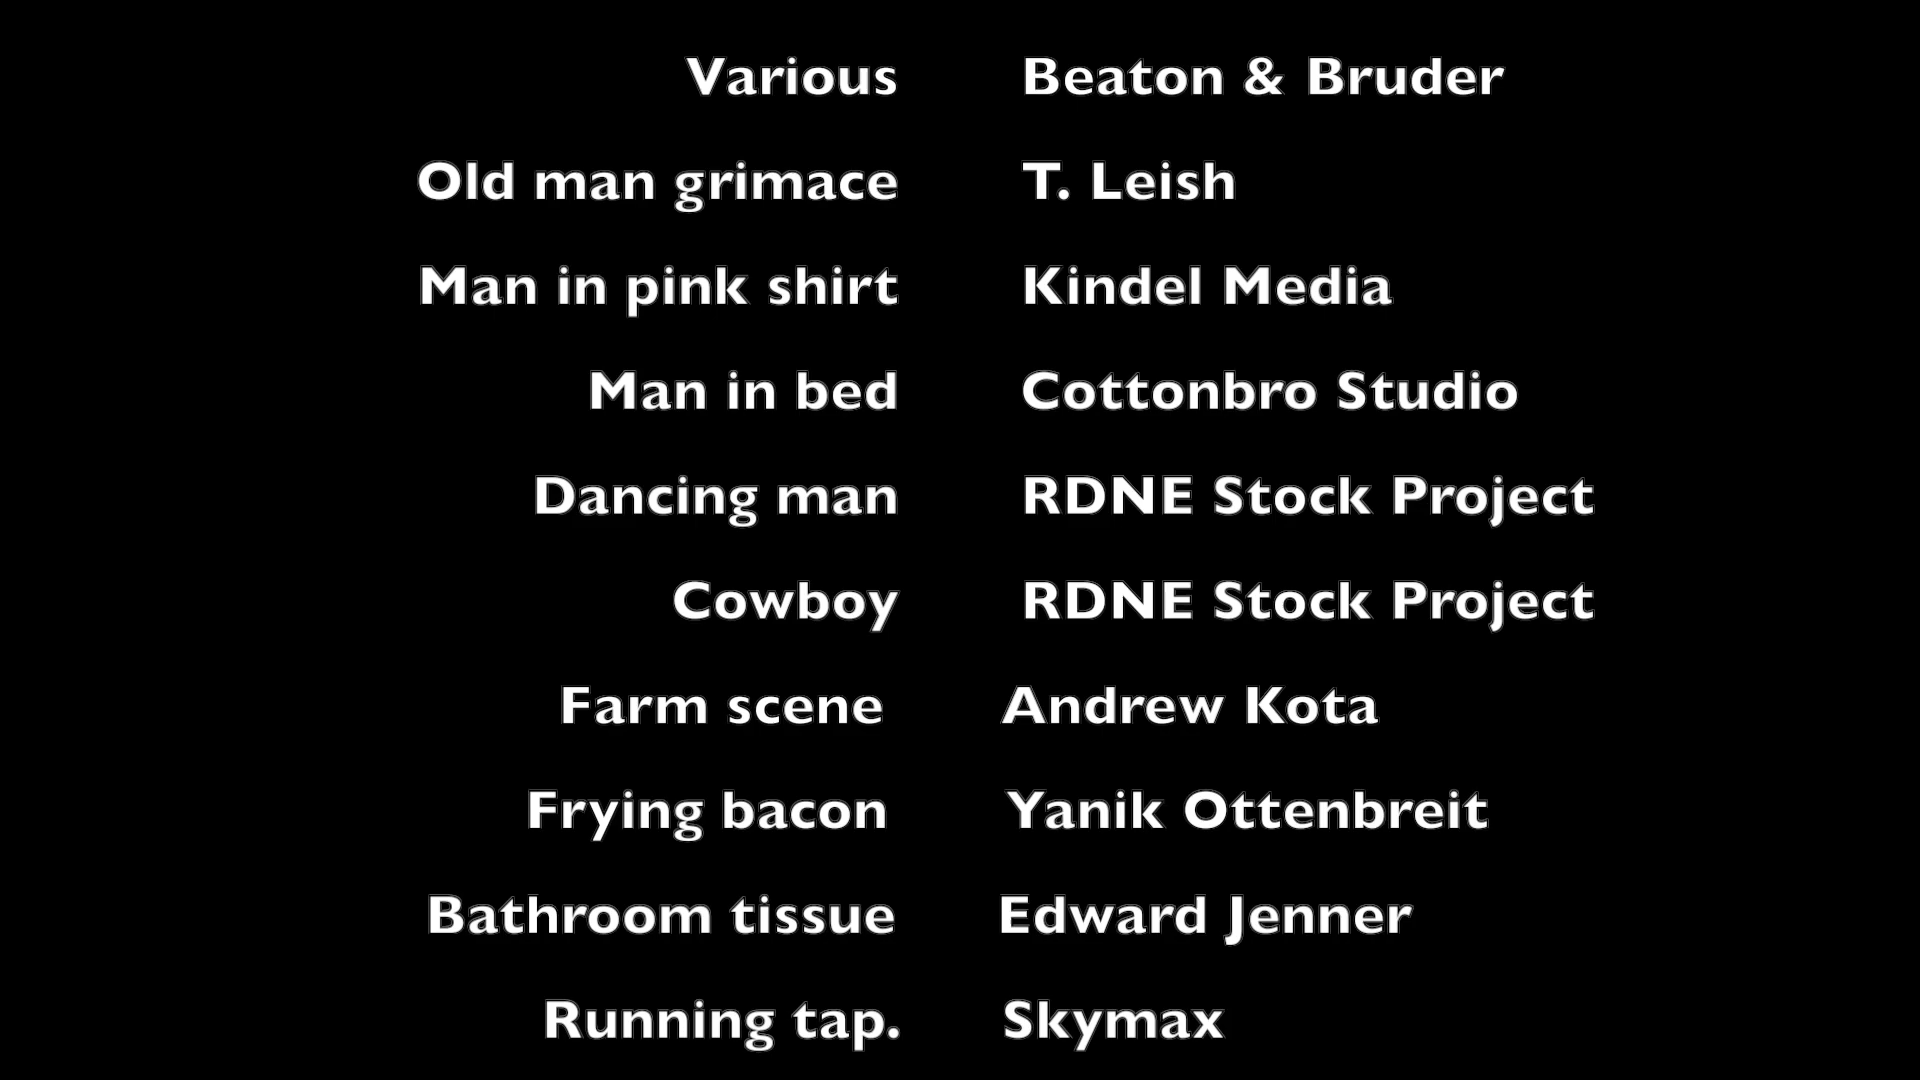 Various Beaton & Bruder
Old man grimace T. Leish
Man in pink shirt Kindel Media
Man in bed Cottonbro Studio
Dancing man RDNE Stock Project
Cowboy RDNE Stock Project
Farm scene Andrew Kota
Frying bacon Yanik Ottenbreit
Bathroom tissue Edward Jenner
Running tap. Skymax